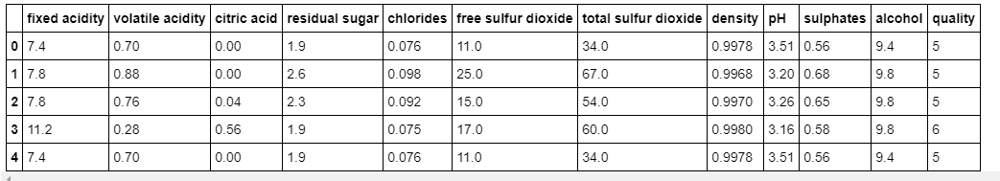 fixed acidity volatile acidity citric acid residual sugar chlorides free sulfur dioxide total sulfur dioxide density pH sulphates alcohol quality
0 7.4 0.70 0.00 1.9 0.076 11.0 34.0 0.9978 3.51 0.56 9.4 5
1 7.8 0.88 0.00 2.6 0.098 25.0 67.0 0.9968 3.20 0.68 9.8 5
2 7.8 0.76 0.04 2.3 0.092 15.0 54.0 0.9970 3.26 0.65 9.8 5
3 11.2 0.28 0.56 1.9 0.075 17.0 60.0 0.9980 3.16 0.58 9.8 6
4 7.4 0.70 0.00 1.9 0.076 11.0 34.0 0.9978 3.51 0.56 9.4 5